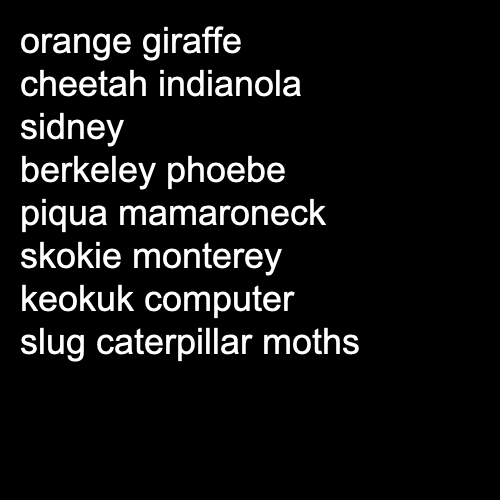 orange giraffe
cheetah indianola
sidney
berkeley phoebe
piqua mamaroneck
skokie monterey
keokuk computer
slug caterpillar moths